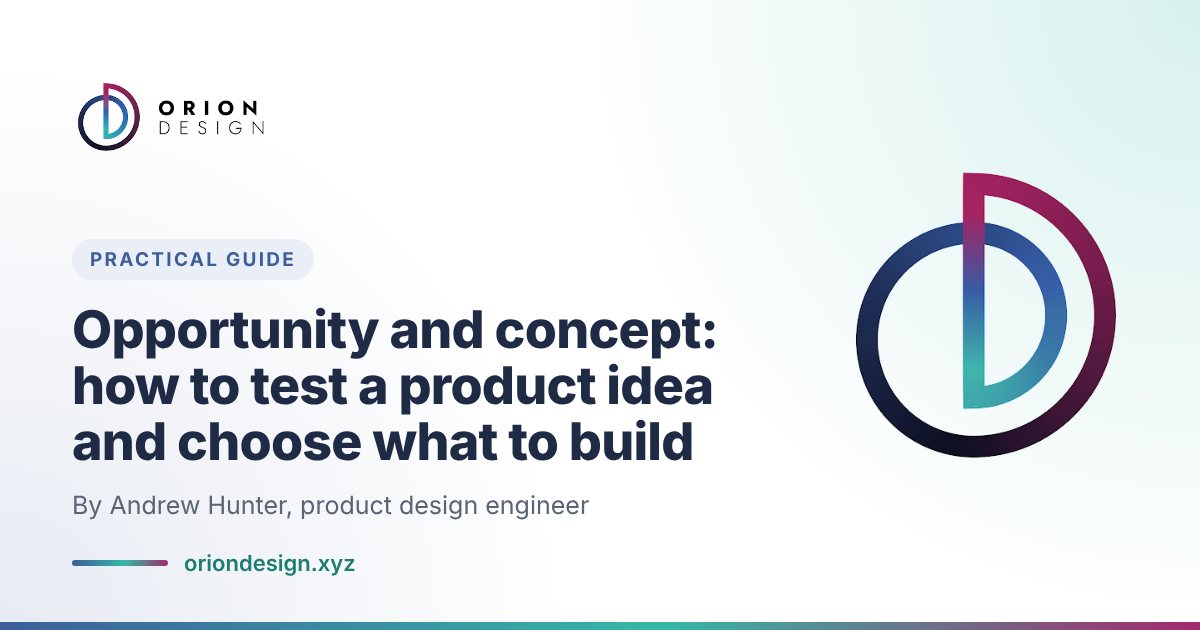 ORION
DESIGN
PRACTICAL GUIDE
Opportunity and concept:
how to test a product idea
and choose what to build
By Andrew Hunter, product design engineer
oriondesign.xyz